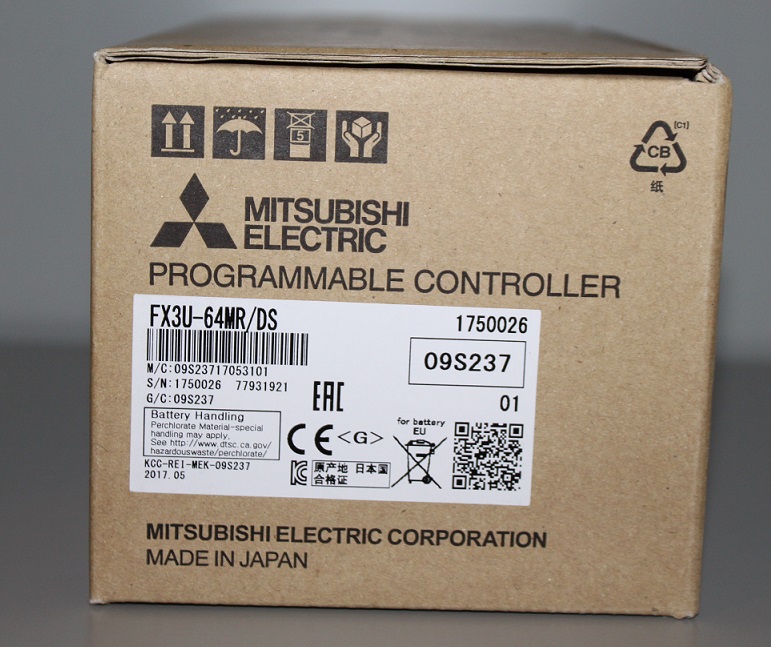 5
[C1]
CB
纸
MITSUBISHI
ELECTRIC
PROGRAMMABLE CONTROLLER
FX3U-64MR/DS
1750026
M/C:09S23717053101
09S237
S/N:1750026 77931921
G/C:09S237
EAC
01
Battery Handling
Perchlorate Material-special
handling may apply.
See http://www.dtsc.ca.gov/
hazardouswaste/perchlorate/
CE <G>
for battery
EU
KCC-REI-MEK-09S237
2017.05
原产地 日本国
合格证
MITSUBISHI ELECTRIC CORPORATION
MADE IN JAPAN